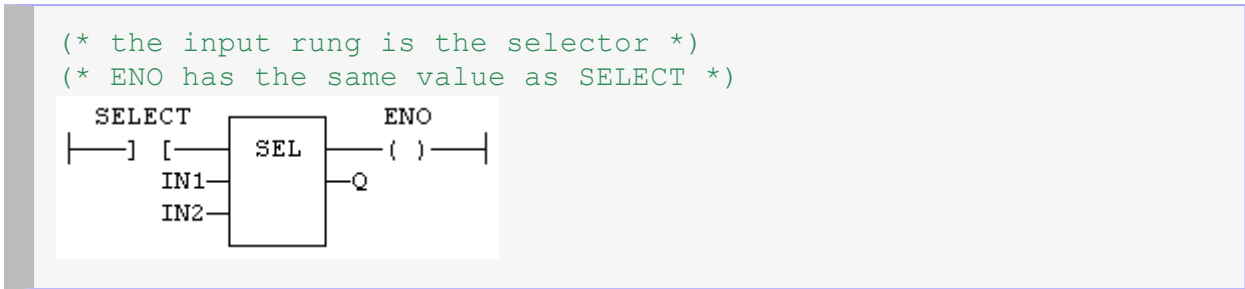 (* the input rung is the selector *)
(* ENO has the same value as SELECT *)
SELECT ENO
] [ SEL ( )
IN1 Q
IN2